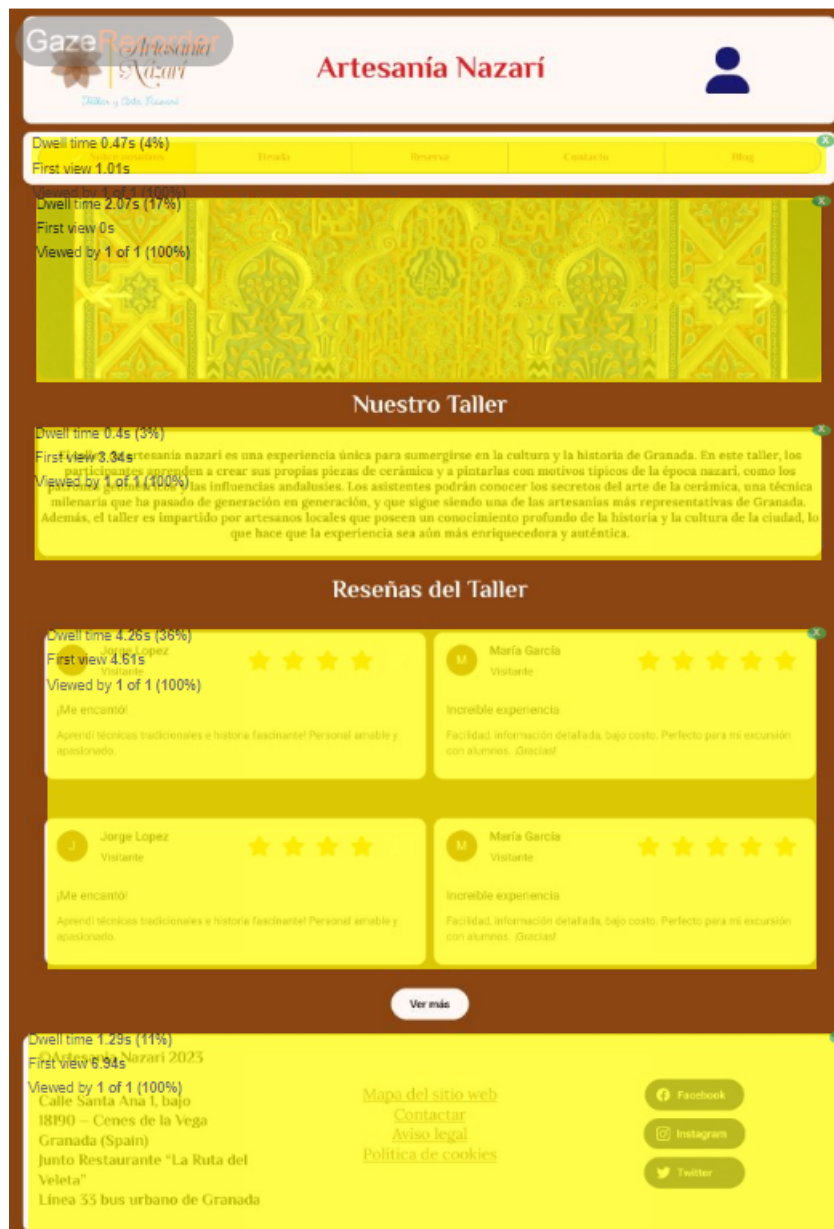 GazeRecorder
Artesanía
Nazarí
Taller y Arte Nazarí
Artesanía Nazarí
Dwell time 0.47s (4%)
First view 1.01s
Viewed by 1 of 1 (100%)
Sobre nosotros
Tienda
Reserva
Contacto
Blog
X
Dwell time 2.07s (17%)
First view 0s
Viewed by 1 of 1 (100%)
X
Nuestro Taller
Dwell time 0.4s (3%)
First view 3.34s
Viewed by 1 of 1 (100%)
X
artesanía nazarí es una experiencia única para sumergirse en la cultura y la historia de Granada. En este taller, los
participantes aprenden a crear sus propias piezas de cerámica y a pintarlas con motivos típicos de la época nazarí, como los
patrones geométricos y las influencias andalusíes. Los asistentes podrán conocer los secretos del arte de la cerámica, una técnica
milenaria que ha pasado de generación en generación, y que sigue siendo una de las artesanías más representativas de Granada.
Además, el taller es impartido por artesanos locales que poseen un conocimiento profundo de la historia y la cultura de la ciudad, lo
que hace que la experiencia sea aún más enriquecedora y auténtica.
Reseñas del Taller
Dwell time 4.26s (36%)
First view 4.61s
Viewed by 1 of 1 (100%)
X
Jorge Lopez
Visitante
¡Me encantó!
Aprendí técnicas tradicionales e historia fascinante! Personal amable y
apasionado.
M
María García
Visitante
Increíble experiencia
Facilidad, información detallada, bajo costo. Perfecto para mi excursión
con alumnos. ¡Gracias!
J
Jorge Lopez
Visitante
¡Me encantó!
Aprendí técnicas tradicionales e historia fascinante! Personal amable y
apasionado.
M
María García
Visitante
Increíble experiencia
Facilidad, información detallada, bajo costo. Perfecto para mi excursión
con alumnos. ¡Gracias!
Ver más
Dwell time 1.29s (11%)
First view 6.94s
Viewed by 1 of 1 (100%)
©Artesanía Nazarí 2023
Calle Santa Ana 1, bajo
18190 – Cenes de la Vega
Granada (Spain)
Junto Restaurante “La Ruta del
Veleta”
Línea 33 bus urbano de Granada
Mapa del sitio web
Contactar
Aviso legal
Política de cookies
Facebook
Instagram
Twitter